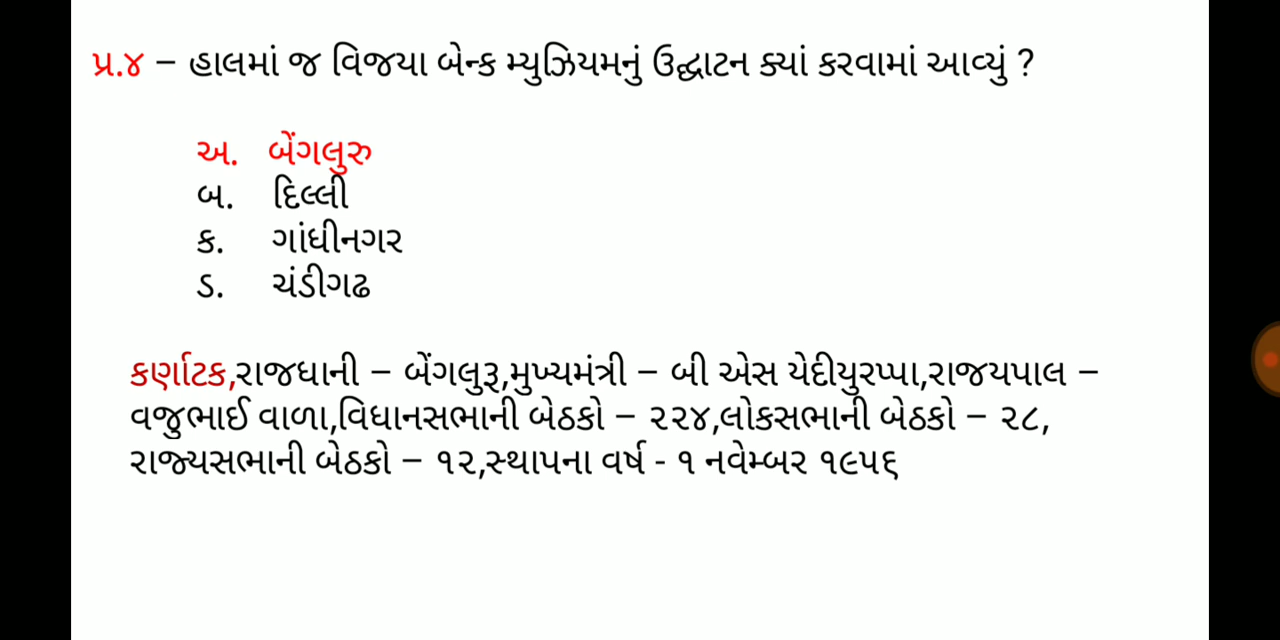 પ્ર.૪ – હાલમાં જ વિજયા બેન્ક મ્યુઝિયમનું ઉદ્ઘાટન ક્યાં કરવામાં આવ્યું ?
અ. બેંગલુરુ
બ. દિલ્લી
ક. ગાંધીનગર
ડ. ચંડીગઢ
કર્ણાટક,રાજધાની – બેંગલુરૂ,મુખ્યમંત્રી – બી એસ યેદીયુરપ્પા,રાજયપાલ –
વજુભાઈ વાળા,વિધાનસભાની બેઠકો – ૨૨૪,લોકસભાની બેઠકો – ૨૮,
રાજ્યસભાની બેઠકો – ૧૨,સ્થાપના વર્ષ - ૧ નવેમ્બર ૧૯૫૬